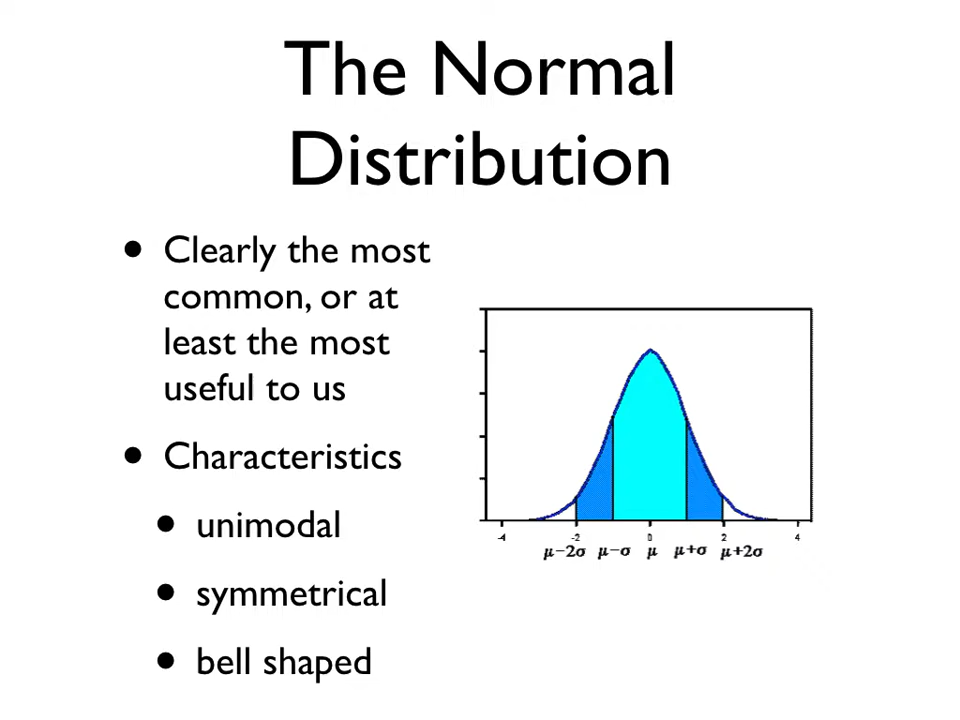 The Normal
Distribution
• Clearly the most
common, or at
least the most
useful to us
• Characteristics
• unimodal
• symmetrical
• bell shaped
-4 -2 0 2 4
μ−2σ μ−σ μ μ+σ μ+2σ